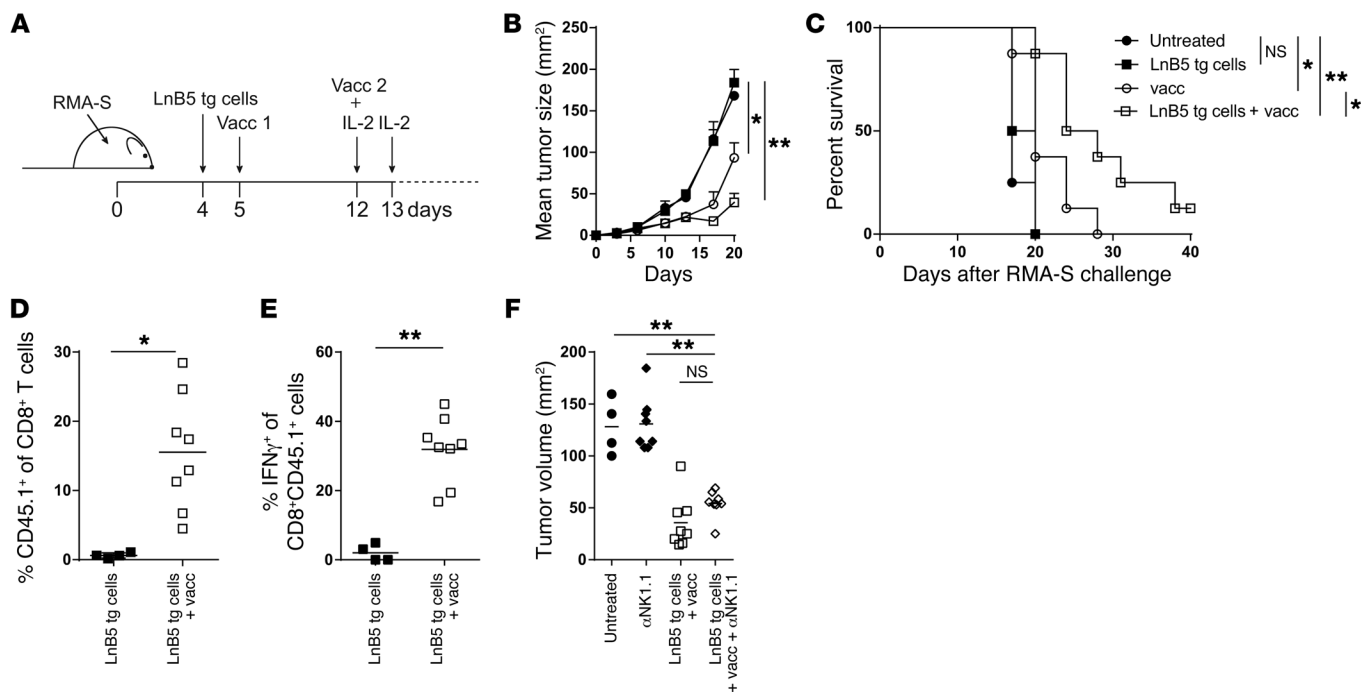 A
RMA-S
LnB5 tg cells
Vacc 1
Vacc 2
+
IL-2 IL-2
0 4 5 12 13 days
B
Mean tumor size (mm²)
250
200
150
100
50
0
0 5 10 15 20
Days
*
**
C
Percent survival
100
50
0
0 10 20 30 40
Days after RMA-S challenge
Untreated
LnB5 tg cells
vacc
LnB5 tg cells + vacc
NS
*
**
*
D
% CD45.1⁺ of CD8⁺ T cells
30
20
10
0
*
LnB5 tg cells
LnB5 tg cells
+ vacc
E
% IFNγ⁺ of
CD8⁺CD45.1⁺ cells
60
40
20
0
**
LnB5 tg cells
LnB5 tg cells
+ vacc
F
Tumor volume (mm²)
200
150
100
50
0
**
**
NS
Untreated
αNK1.1
LnB5 tg cells
+ vacc
LnB5 tg cells
+ vacc + αNK1.1